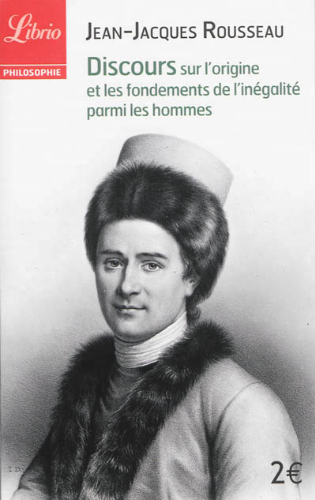 Librio
PHILOSOPHIE
JEAN-JACQUES ROUSSEAU
Discours sur l'origine
et les fondements de l'inégalité
parmi les hommes
2€